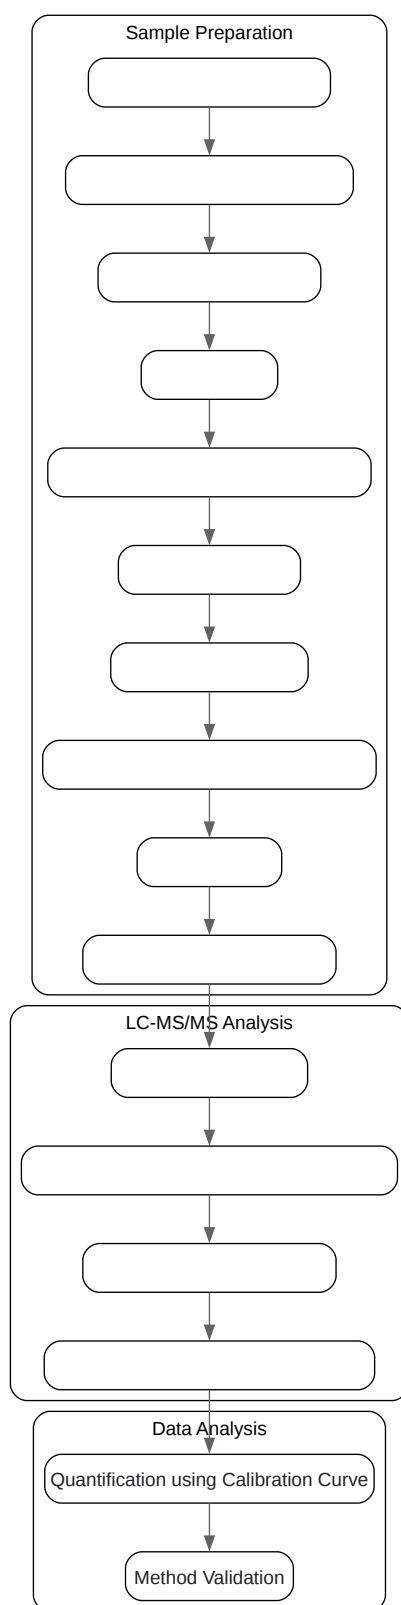 Sample Preparation
LC-MS/MS Analysis
Data Analysis
Quantification using Calibration Curve
Method Validation